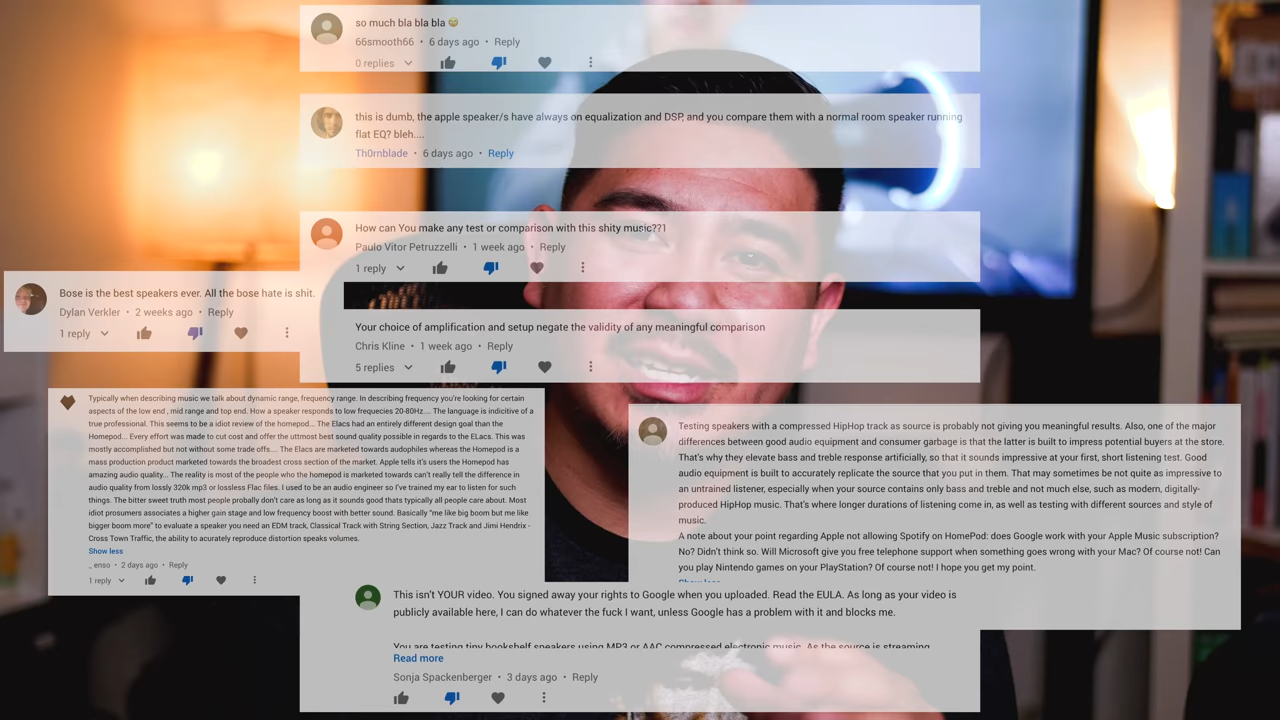 so much bla bla bla 😂
66smooth66 • 6 days ago • Reply
0 replies
this is dumb, the apple speaker/s have always on equalization and DSP, and you compare them with a normal room speaker running
flat EQ? bleh....
Th0rnblade • 6 days ago • Reply
How can You make any test or comparison with this shity music??1
Paulo Vitor Petruzzelli • 1 week ago • Reply
1 reply
Bose is the best speakers ever. All the bose hate is shit.
Dylan Verkler • 2 weeks ago • Reply
1 reply
Your choice of amplification and setup negate the validity of any meaningful comparison
Chris Kline • 1 week ago • Reply
5 replies
Typically when describing music we talk about dynamic range, frequency range. In describing frequency you're looking for certain
aspects of the low end , mid range and top end. How a speaker responds to low frequecies 20-80Hz.... The language is indicitive of a
true professional. This seems to be a idiot review of the homepod... The Elacs had an entirely different design goal than the
Homepod... Every effort was made to cut cost and offer the uttmost best sound quality possible in regards to the ELacs. This was
mostly accomplished but not without some trade offs.... The Elacs are marketed towards audophiles whereas the Homepod is a
mass production product marketed towards the broadest cross section of the market. Apple tells it's users the Homepod has
amazing audio quality... The reality is most of the people who the homepod is marketed towards can't really tell the difference in
audio quality from lossly 320k mp3 or lossless Flac files. I used to be an audio engineer so I've trained my ear to listen for such
things. The bitter sweet truth most people probally don't care as long as it sounds good thats typically all people care about. Most
idiot prosumers associates a higher gain stage and low frequency boost with better sound. Basically "me like big boom but me like
bigger boom more" to evaluate a speaker you need an EDM track, Classical Track with String Section, Jazz Track and Jimi Hendrix -
Cross Town Traffic, the ability to acurately reproduce distortion speaks volumes.
Show less
_ enso • 2 days ago • Reply
1 reply
Testing speakers with a compressed HipHop track as source is probably not giving you meaningful results. Also, one of the major
differences between good audio equipment and consumer garbage is that the latter is built to impress potential buyers at the store.
That's why they elevate bass and treble response artificially, so that it sounds impressive at your first, short listening test. Good
audio equipment is built to accurately replicate the source that you put in them. That may sometimes be not quite as impressive to
an untrained listener, especially when your source contains only bass and treble and not much else, such as modern, digitally-
produced HipHop music. That's where longer durations of listening come in, as well as testing with different sources and style of
music.
A note about your point regarding Apple not allowing Spotify on HomePod: does Google work with your Apple Music subscription?
No? Didn't think so. Will Microsoft give you free telephone support when something goes wrong with your Mac? Of course not! Can
you play Nintendo games on your PlayStation? Of course not! I hope you get my point.
Show less
This isn't YOUR video. You signed away your rights to Google when you uploaded. Read the EULA. As long as your video is
publicly available here, I can do whatever the fuck I want, unless Google has a problem with it and blocks me.
You are testing tiny bookshelf speakers using MP3 or AAC compressed electronic music. As the source is streaming
Read more
Sonja Spackenberger • 3 days ago • Reply